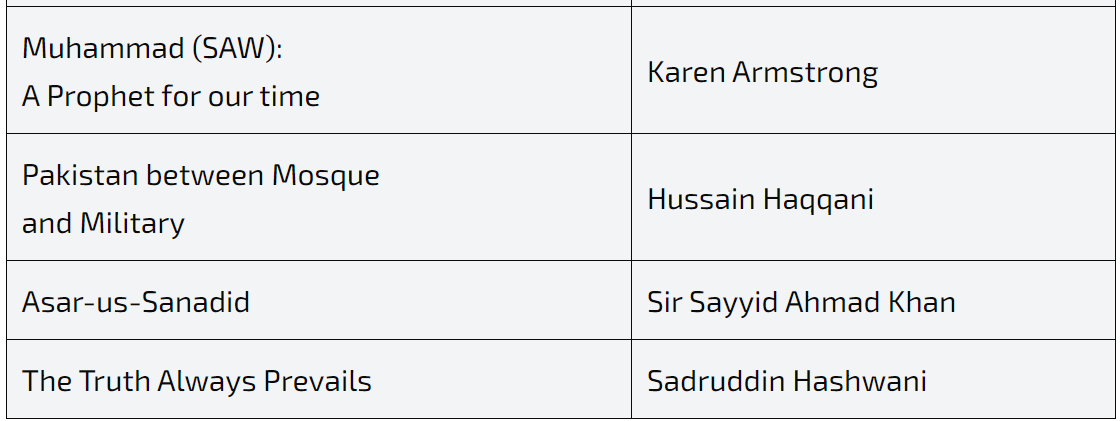 Muhammad (SAW):
A Prophet for our time
Karen Armstrong
Pakistan between Mosque
and Military
Hussain Haqqani
Asar-us-Sanadid
Sir Sayyid Ahmad Khan
The Truth Always Prevails
Sadruddin Hashwani